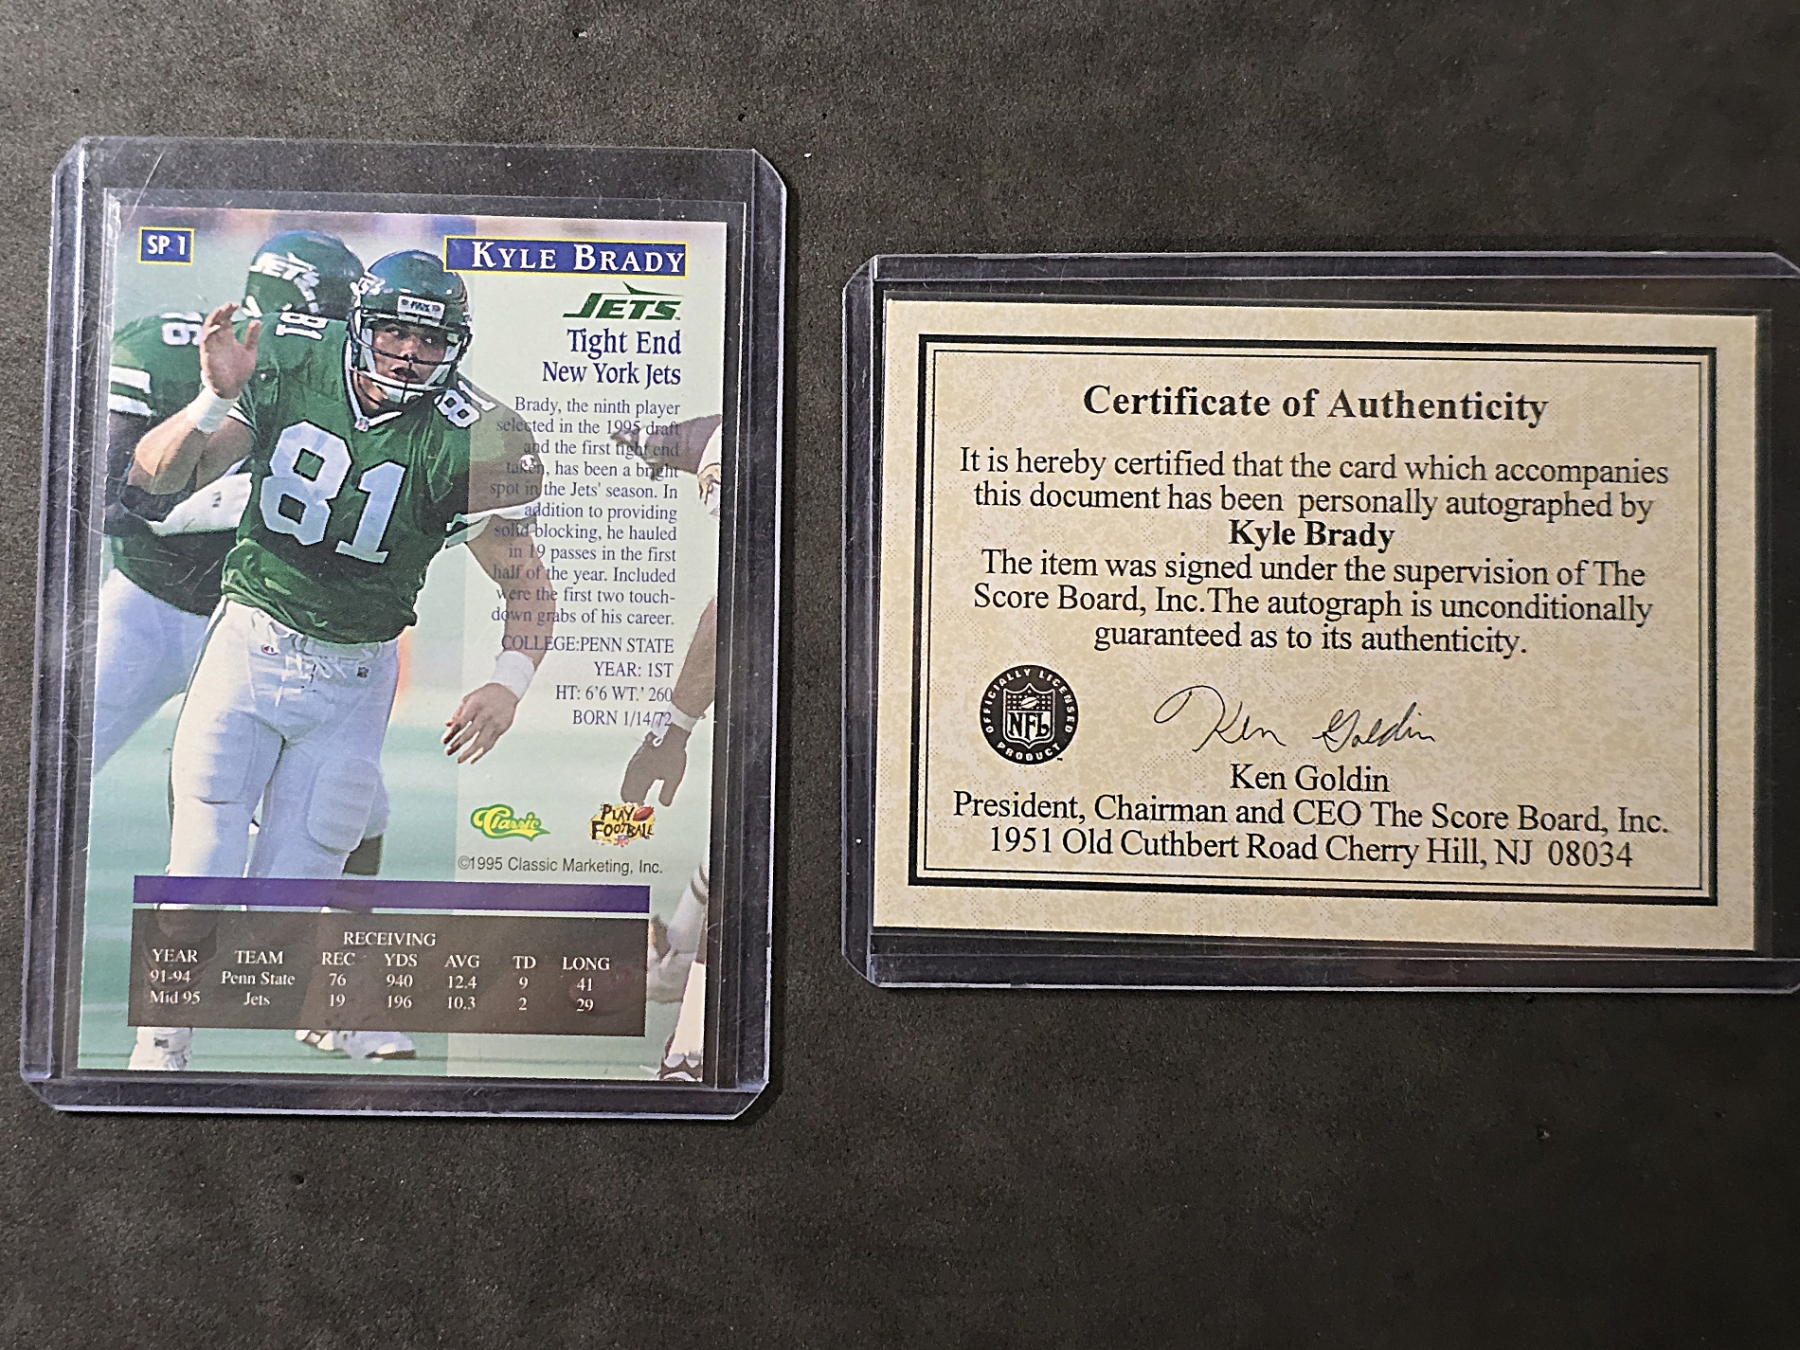 SP 1
KYLE BRADY
JETS
Tight End
New York Jets
Brady, the ninth player
selected in the 1995 draft
and the first tight end
taken, has been a bright
spot in the Jets' season. In
addition to providing
solid blocking, he hauled
in 19 passes in the first
half of the year. Included
were the first two touch-
down grabs of his career.
COLLEGE:PENN STATE
YEAR: 1ST
HT: 6'6 WT.' 260
BORN 1/14/72
JETS
81
81
81
Classic
PLAY
FOOTBALL
©1995 Classic Marketing, Inc.
RECEIVING
YEAR TEAM REC YDS AVG TD LONG
91-94 Penn State 76 940 12.4 9 41
Mid 95 Jets 19 196 10.3 2 29
Certificate of Authenticity
It is hereby certified that the card which accompanies
this document has been personally autographed by
Kyle Brady
The item was signed under the supervision of The
Score Board, Inc.The autograph is unconditionally
guaranteed as to its authenticity.
OFFICIALLY LICENSED
NFL
PRODUCT
Ken Goldin
Ken Goldin
President, Chairman and CEO The Score Board, Inc.
1951 Old Cuthbert Road Cherry Hill, NJ 08034